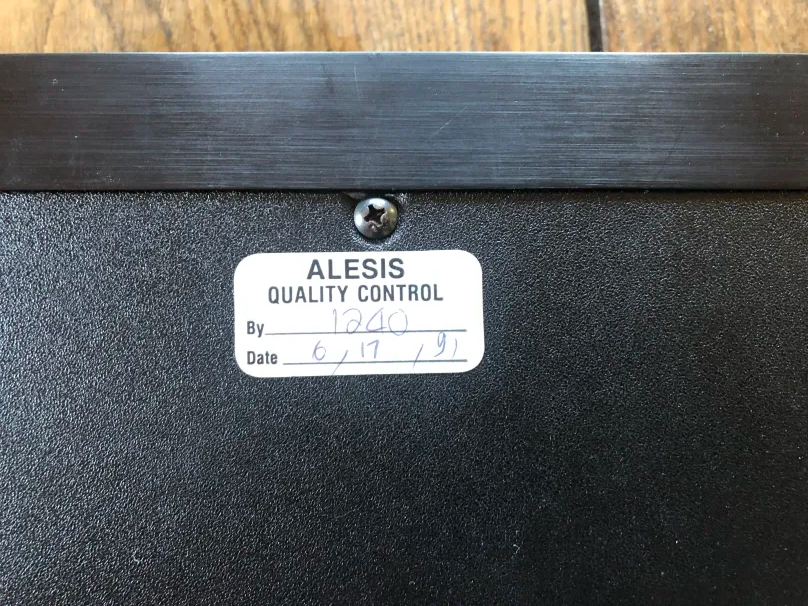 ALESIS
QUALITY CONTROL
By 1240
Date 6, 17, 91